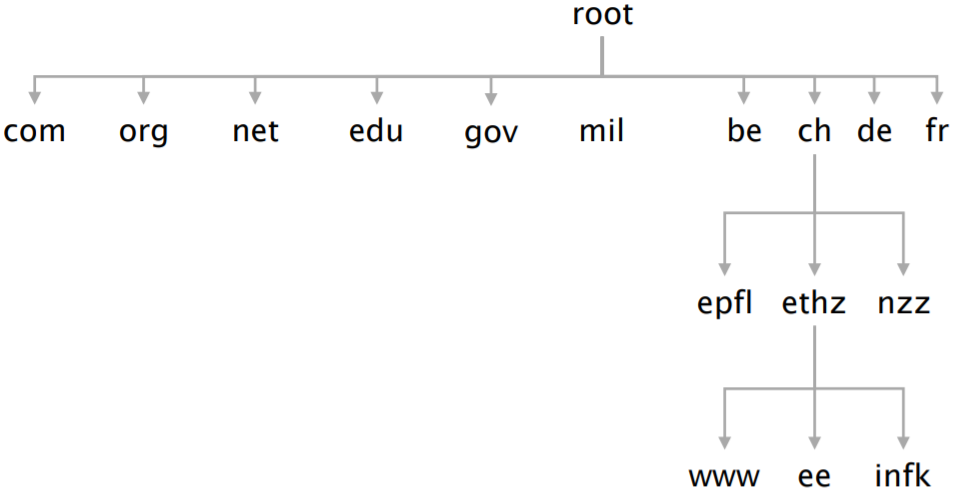 root
com org net edu gov mil be ch de fr
epfl ethz nzz
www ee infk